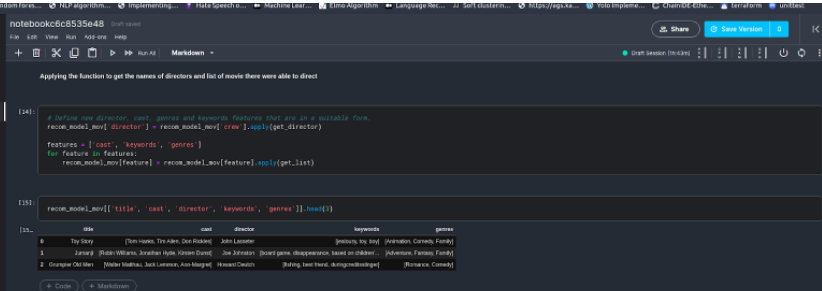 NLP algorithm...
Implementing...
Hate Speech o...
Machine Lear...
Elmo Algorithm
Language Rec...
Soft clusterin...
Yolo Impleme...
terraform
unittest
notebookc6c8535e48 Draft saved
File Edit View Run Add-ons Help
Share
Save Version 0
Run All Markdown
Draft Session (1h:43m)
Applying the function to get the names of directors and list of movie there were able to direct
[14]:
# Define new director, cast, genres and keywords features that are in a suitable form.
recom_model_mov['director'] = recom_model_mov['crew'].apply(get_director)
features = ['cast', 'keywords', 'genres']
for feature in features:
recom_model_mov[feature] = recom_model_mov[feature].apply(get_list)
[15]:
recom_model_mov[['title', 'cast', 'director', 'keywords', 'genres']].head(3)
[15...
title cast director keywords genres
0 Toy Story [Tom Hanks, Tim Allen, Don Rickles] John Lasseter [jealousy, toy, boy] [Animation, Comedy, Family]
1 Jumanji [Robin Williams, Jonathan Hyde, Kirsten Dunst] Joe Johnston [board game, disappearance, based on children'... [Adventure, Fantasy, Family]
2 Grumpier Old Men [Walter Matthau, Jack Lemmon, Ann-Margret] Howard Deutch [fishing, best friend, duringcreditsstinger] [Romance, Comedy]
+ Code + Markdown